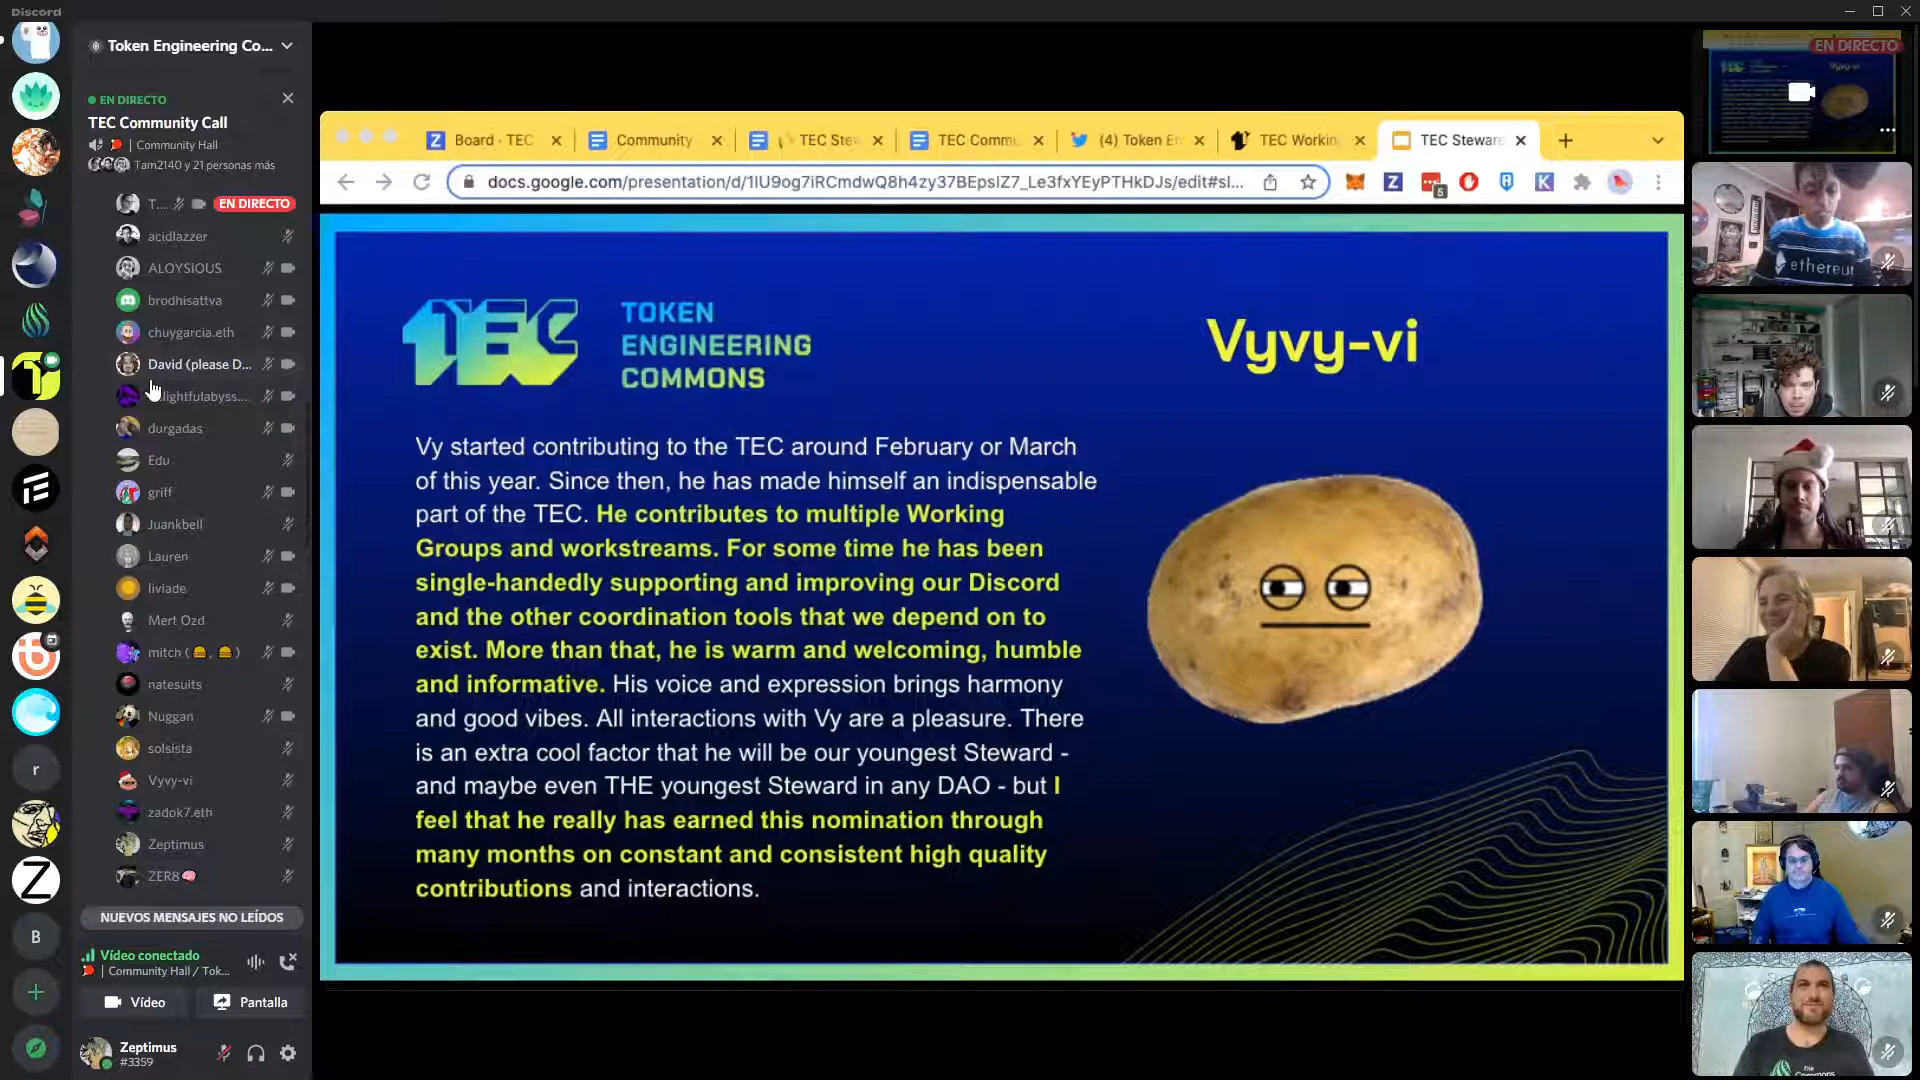 Discord
Token Engineering Co...
EN DIRECTO
TEC Community Call
Community Hall
Tam2140 y 21 personas más
T... EN DIRECTO
acidlazzer
ALOYSIOUS
brodhisattva
chuygarcia.eth
David (please D...
lightfulabyss...
durgadas
Edu
griff
Juankbell
Lauren
liviade
Mert Ozd
mitch (🍔, 🍔)
natesuits
Nuggan
solsista
Vyvy-vi
zadok7.eth
Zeptimus
ZER8🧠
NUEVOS MENSAJES NO LEÍDOS
Vídeo conectado
Community Hall / Tok...
Vídeo Pantalla
Zeptimus
#3359
r
B
Board - TEC
Community
TEC Stew
TEC Commu
(4) Token En
TEC Workin
TEC Steward
docs.google.com/presentation/d/1IU9og7iRCmdwQ8h4zy37BEpsIZ7_Le3fxYEyPTHkDJs/edit#sl...
5
TEC
TOKEN
ENGINEERING
COMMONS
Vyvy-vi
Vy started contributing to the TEC around February or March
of this year. Since then, he has made himself an indispensable
part of the TEC. He contributes to multiple Working
Groups and workstreams. For some time he has been
single-handedly supporting and improving our Discord
and the other coordination tools that we depend on to
exist. More than that, he is warm and welcoming, humble
and informative. His voice and expression brings harmony
and good vibes. All interactions with Vy are a pleasure. There
is an extra cool factor that he will be our youngest Steward -
and maybe even THE youngest Steward in any DAO - but I
feel that he really has earned this nomination through
many months on constant and consistent high quality
contributions and interactions.
EN DIRECTO
ethereum
The
Commons